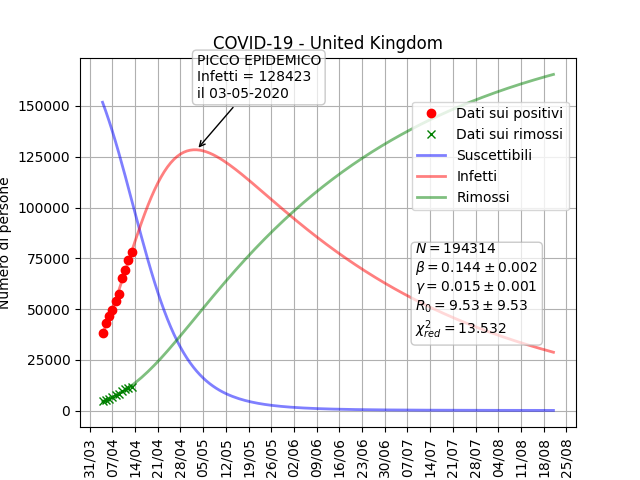 COVID-19 - United Kingdom
PICCO EPIDEMICO
Infetti = 128423
il 03-05-2020
Dati sui positivi
Dati sui rimossi
Suscettibili
Infetti
Rimossi
N = 194314
β = 0.144 ± 0.002
γ = 0.015 ± 0.001
R₀ = 9.53 ± 9.53
χ²red = 13.532
Numero di persone
150000
125000
100000
75000
50000
25000
0
31/03
07/04
14/04
21/04
28/04
05/05
12/05
19/05
26/05
02/06
09/06
16/06
23/06
30/06
07/07
14/07
21/07
28/07
04/08
11/08
18/08
25/08